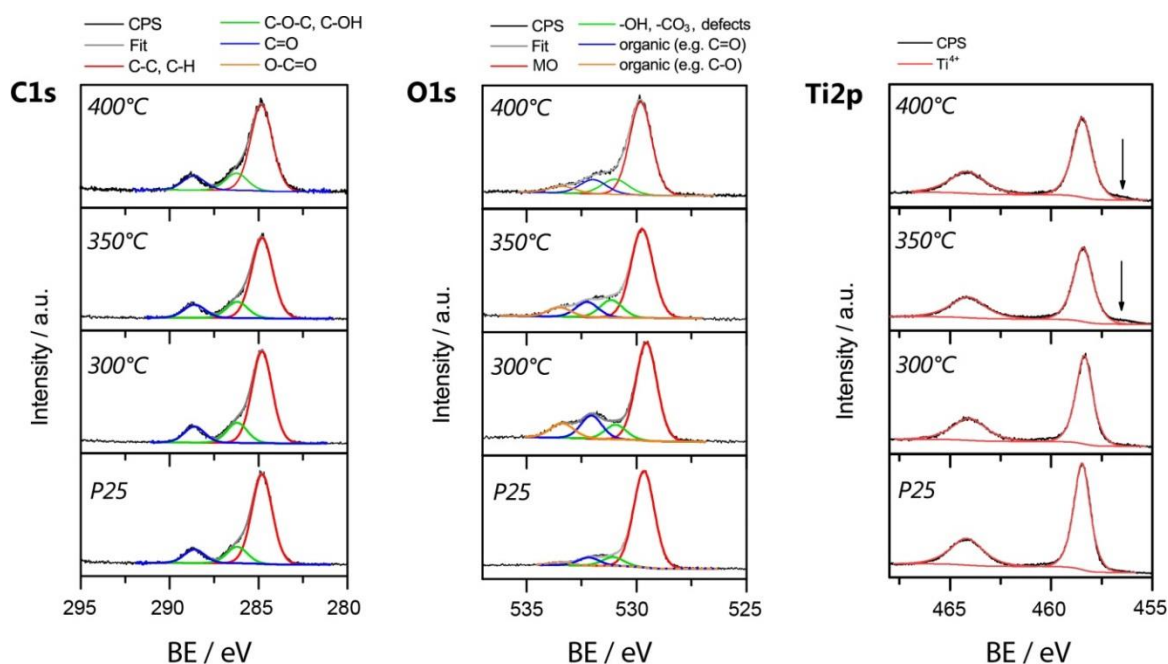 CPS
Fit
C-C, C-H
C-O-C, C-OH
C=O
O-C=O
C1s
400°C
350°C
300°C
P25
Intensity / a.u.
295 290 285 280
BE / eV
CPS
Fit
MO
-OH, -CO₃, defects
organic (e.g. C=O)
organic (e.g. C-O)
O1s
400°C
350°C
300°C
P25
Intensity / a.u.
535 530 525
BE / eV
CPS
Ti⁴⁺
Ti2p
400°C
350°C
300°C
P25
Intensity / a.u.
465 460 455
BE / eV